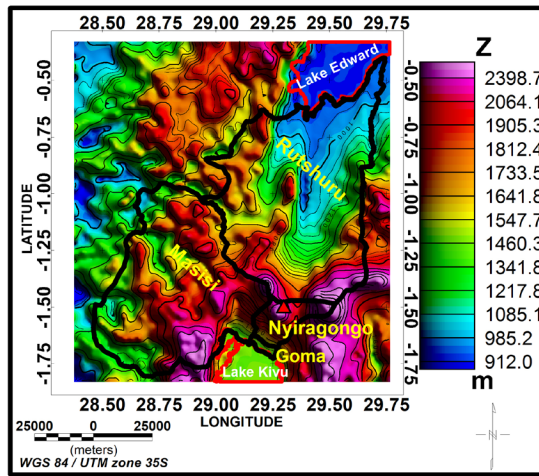 28.50 28.75 29.00 29.25 29.50 29.75
Z
Lake Edward
Rutshuru
Masisi
Nyiragongo
Goma
Lake Kivu
LATITUDE
-0.50
-0.75
-1.00
-1.25
-1.50
-1.75
-0.50
-0.75
-1.00
-1.25
-1.50
-1.75
2398.7
2064.1
1905.3
1812.4
1733.5
1641.8
1547.7
1460.3
1341.8
1217.8
1085.1
985.2
912.0
m
28.50 28.75 29.00 29.25 29.50 29.75
LONGITUDE
25000 0 25000
(meters)
WGS 84 / UTM zone 35S
N